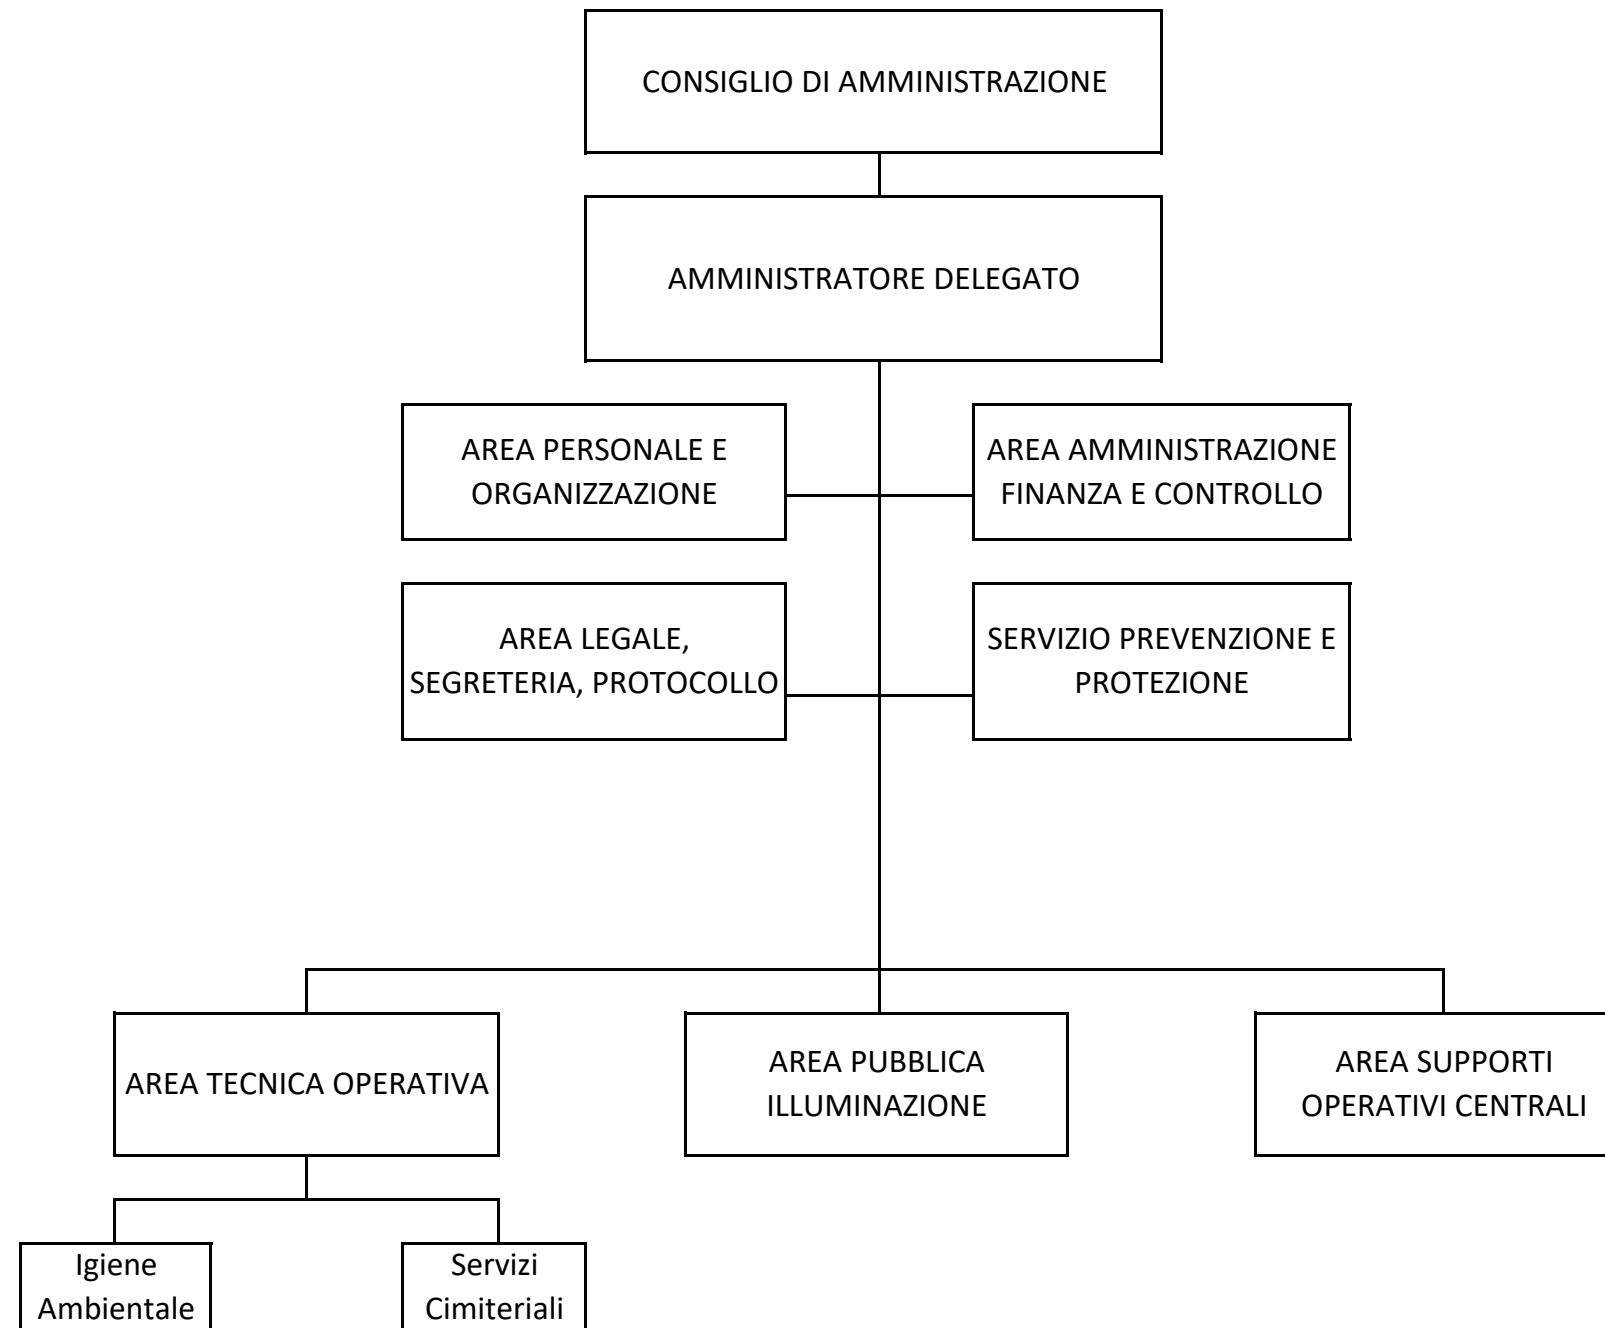 CONSIGLIO DI AMMINISTRAZIONE
AMMINISTRATORE DELEGATO
AREA PERSONALE E
ORGANIZZAZIONE
AREA AMMINISTRAZIONE
FINANZA E CONTROLLO
AREA LEGALE,
SEGRETERIA, PROTOCOLLO
SERVIZIO PREVENZIONE E
PROTEZIONE
AREA TECNICA OPERATIVA
AREA PUBBLICA
ILLUMINAZIONE
AREA SUPPORTI
OPERATIVI CENTRALI
Igiene
Ambientale
Servizi
Cimiteriali